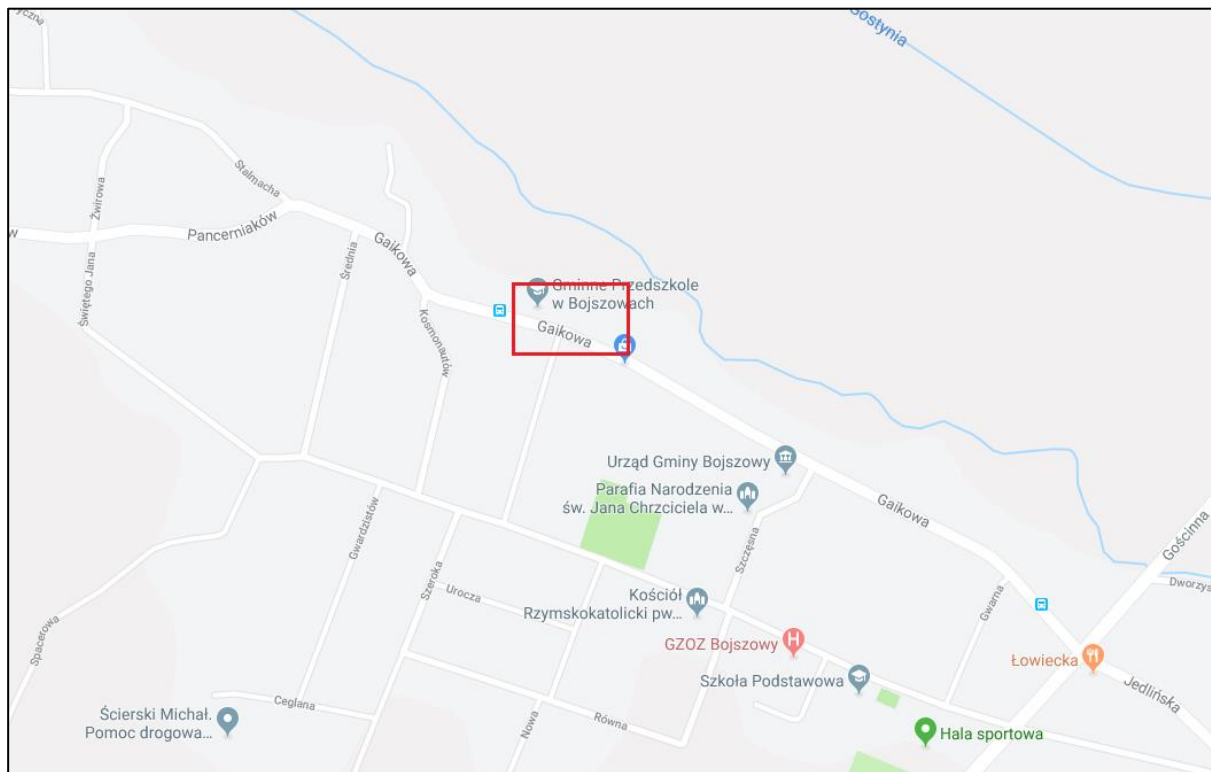 Gostynia
Stalmacha
Żwirowa
Pancerniaków
w
Gaikowa
Średnia
Świętego Jana
Gminne Przedszkole
w Bojszowach
Gaikowa
Kosmonautów
Urząd Gminy Bojszowy
Parafia Narodzenia
św. Jana Chrzciciela w...
Gaikowa
Gościnna
Gwardzistów
Szczęsna
Szeroka
Urocza
Dworzys
Gwarna
Kościół
Rzymskokatolicki pw...
GZOZ Bojszowy
H
Spacerowa
Łowiecka
Szkoła Podstawowa
Jedlińska
Ceglana
Ścierski Michał.
Pomoc drogowa...
Nowa
Równa
Hala sportowa